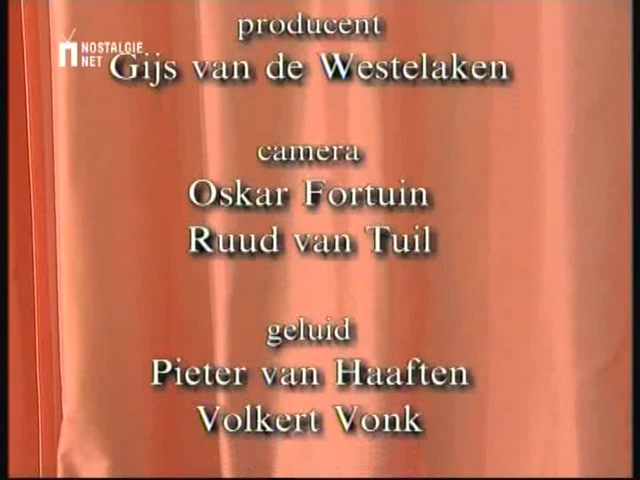 producent
NOSTALGIE
NET
Gijs van de Westelaken
camera
Oskar Fortuin
Ruud van Tuil
geluid
Pieter van Haaften
Volkert Vonk